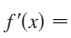 f′(x) =